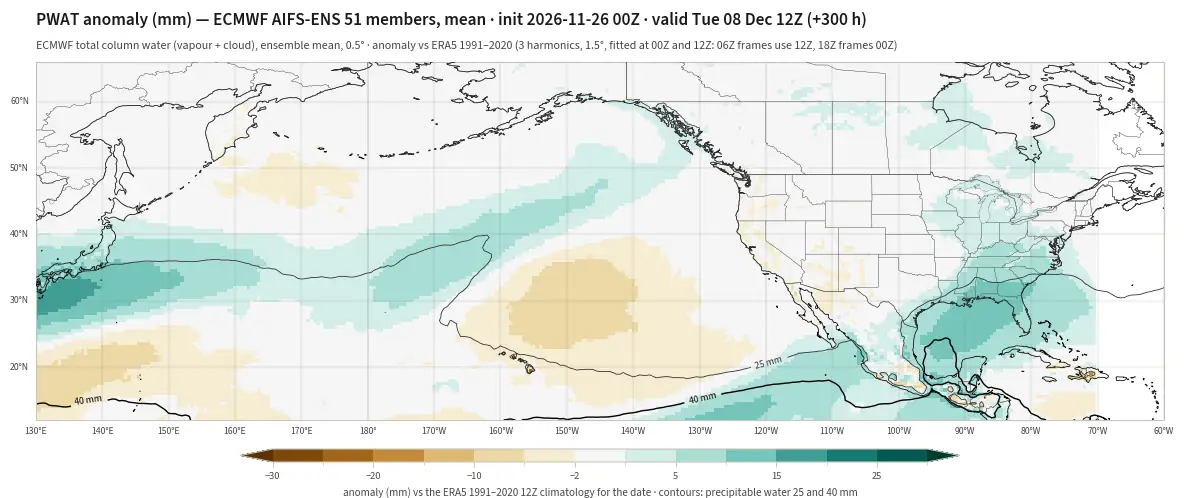 PWAT anomaly (mm) — ECMWF AIFS-ENS 51 members, mean · init 2026-11-26 00Z · valid Tue 08 Dec 12Z (+300 h)
ECMWF total column water (vapour + cloud), ensemble mean, 0.5° · anomaly vs ERA5 1991–2020 (3 harmonics, 1.5°, fitted at 00Z and 12Z: 06Z frames use 12Z, 18Z frames 00Z)
60°N
50°N
40°N
30°N
20°N
25 mm
40 mm
40 mm
130°E 140°E 150°E 160°E 170°E 180° 170°W 160°W 150°W 140°W 130°W 120°W 110°W 100°W 90°W 80°W 70°W 60°W
−30 −20 −10 −2 5 15 25
anomaly (mm) vs the ERA5 1991–2020 12Z climatology for the date · contours: precipitable water 25 and 40 mm